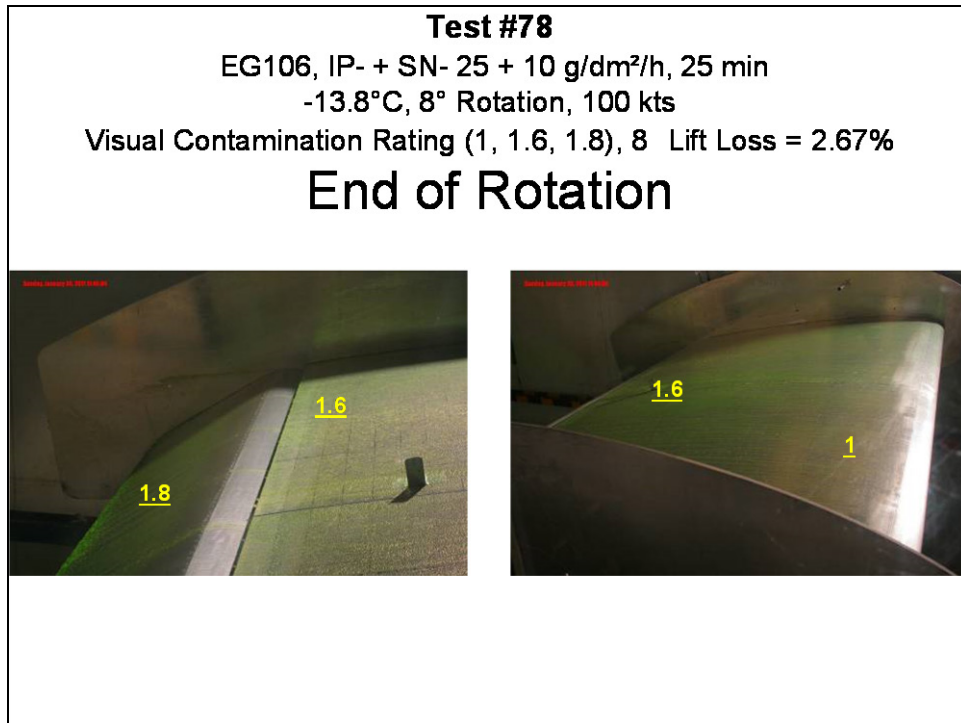 Test #78
EG106, IP- + SN- 25 + 10 g/dm²/h, 25 min
-13.8°C, 8° Rotation, 100 kts
Visual Contamination Rating (1, 1.6, 1.8), 8 Lift Loss = 2.67%
End of Rotation
1.6
1.8
1.6
1